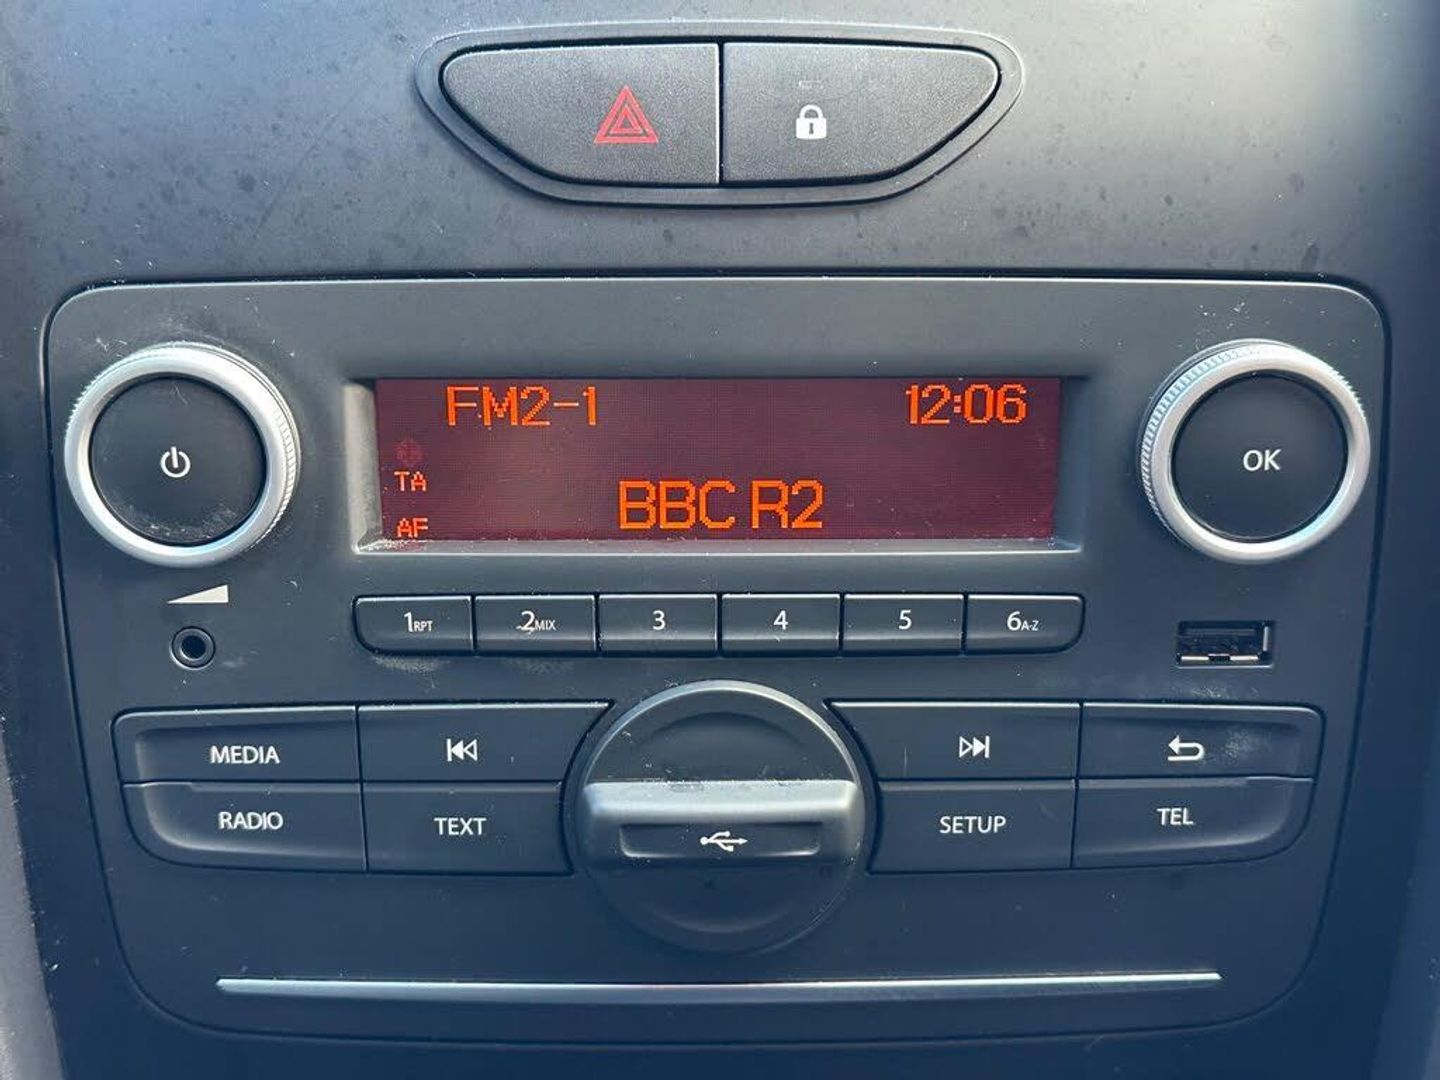 FM2-1 12:06
TA
AF BBC R2
OK
1RPT 2MIX 3 4 5 6A-Z
MEDIA
RADIO TEXT SETUP TEL